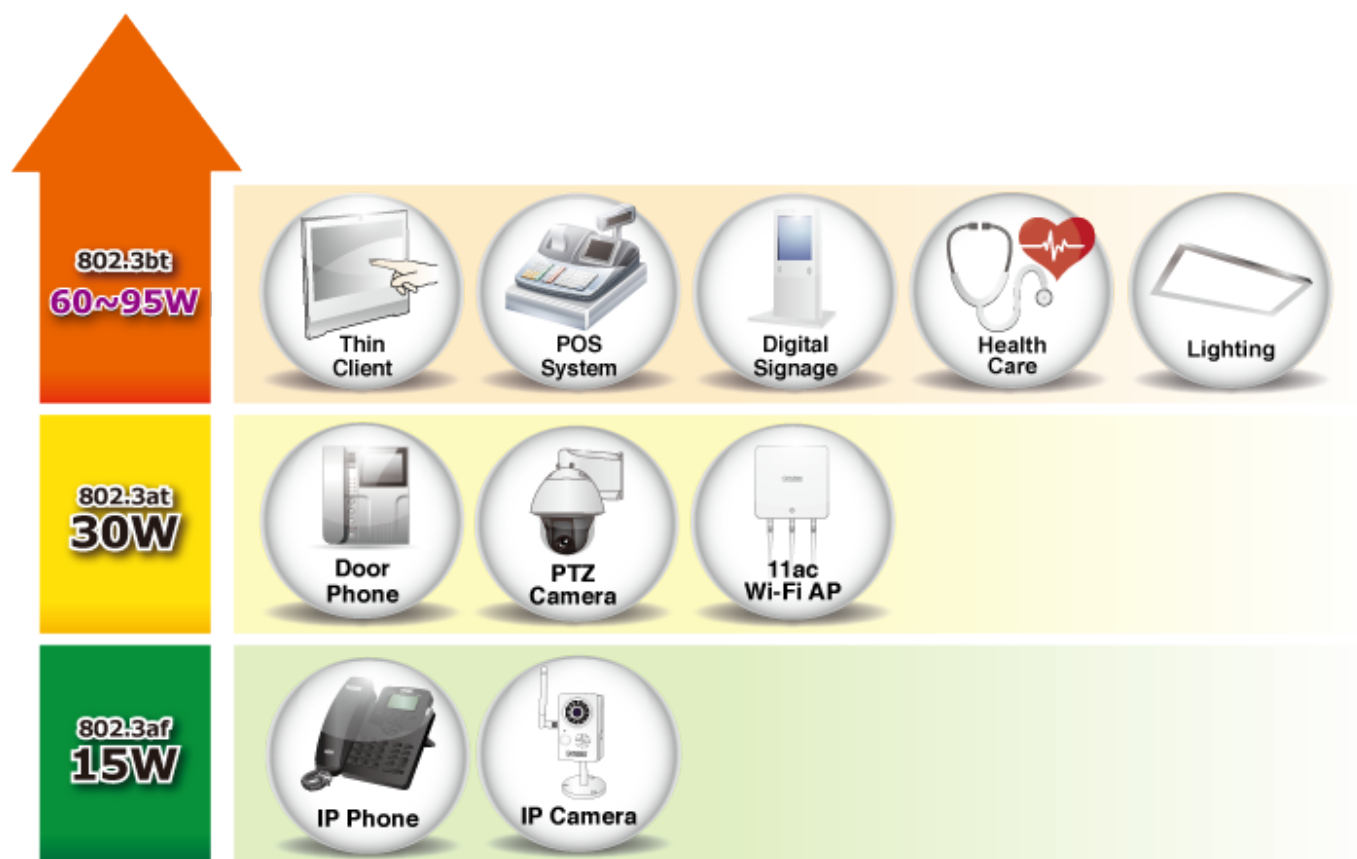 802.3bt
60~95W
Thin
Client
POS
System
Digital
Signage
Health
Care
Lighting
802.3at
30W
Door
Phone
PTZ
Camera
11ac
Wi-Fi AP
802.3af
15W
IP Phone
IP Camera